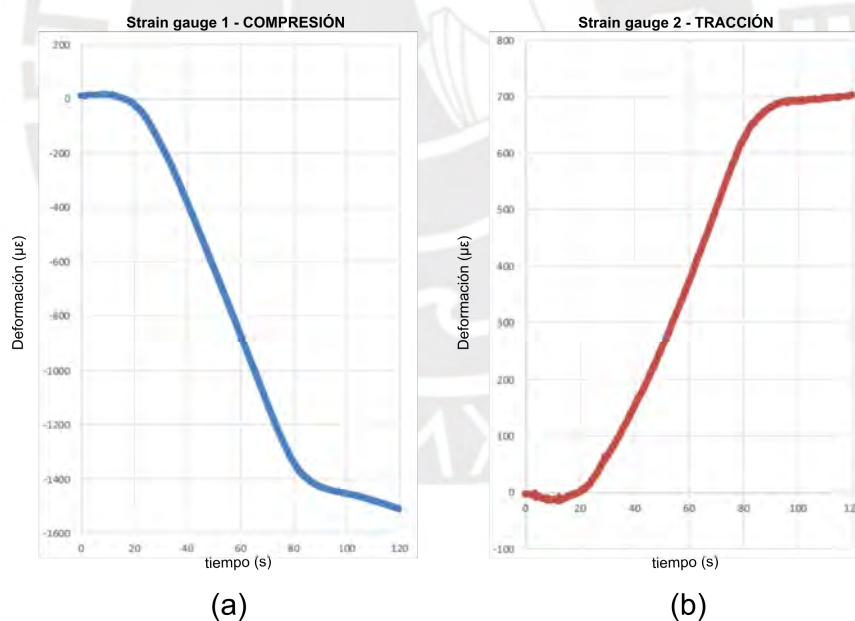 Strain gauge 1 - COMPRESIÓN
200
0
-200
-400
-600
-800
-1000
-1200
-1400
-1600
0 20 40 60 80 100 120
Deformación (µε)
tiempo (s)
(a)
Strain gauge 2 - TRACCIÓN
800
700
600
500
400
300
200
100
0
-100
0 20 40 60 80 100 120
Deformación (µε)
tiempo (s)
(b)